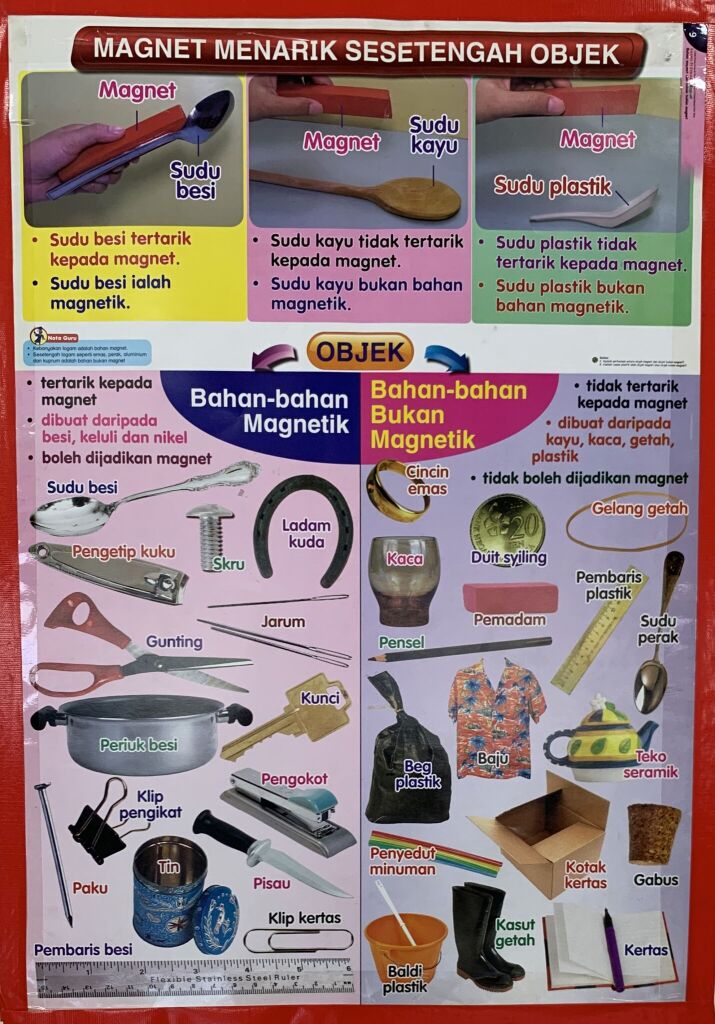 MAGNET MENARIK SESETENGAH OBJEK
6
Magnet
Sudu
besi
• Sudu besi tertarik
kepada magnet.
• Sudu besi ialah
magnetik.
Magnet
Sudu
kayu
• Sudu kayu tidak tertarik
kepada magnet.
• Sudu kayu bukan bahan
magnetik.
Magnet
Sudu plastik
• Sudu plastik tidak
tertarik kepada magnet.
• Sudu plastik bukan
bahan magnetik.
Nota Guru
• Kebanyakan logam adalah bahan magnet.
• Sesetengah logam seperti emas, perak, aluminium
dan kuprum adalah bahan bukan magnet
OBJEK
• tertarik kepada
magnet
• dibuat daripada
besi, keluli dan nikel
• boleh dijadikan magnet
Bahan-bahan
Magnetik
Sudu besi
Skru
Ladam
kuda
Pengetip kuku
Jarum
Gunting
Kunci
Periuk besi
Pengokot
Klip
pengikat
Tin
Paku
Pisau
Klip kertas
Pembaris besi
Flexible Stainless Steel Ruler
Bahan-bahan
Bukan
Magnetik
• tidak tertarik
kepada magnet
• dibuat daripada
kayu, kaca, getah,
plastik
• tidak boleh dijadikan magnet
Cincin
emas
20
Duit syiling
Gelang getah
Kaca
Pemadam
Pembaris
plastik
Sudu
perak
Pensel
Beg
plastik
Baju
Teko
seramik
Penyedut
minuman
Kotak
kertas
Gabus
Baldi
plastik
Kasut
getah
Kertas